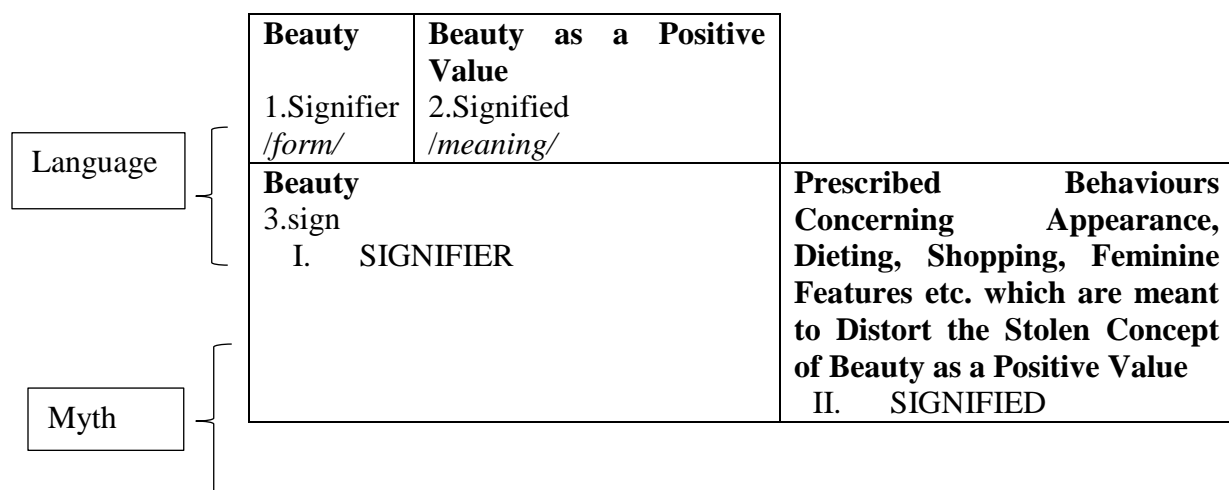 Beauty
Beauty as a Positive
Value
1.Signifier
/form/
2.Signified
/meaning/
Language
Beauty
3.sign
I. SIGNIFIER
Prescribed Behaviours
Concerning Appearance,
Dieting, Shopping, Feminine
Features etc. which are meant
to Distort the Stolen Concept
of Beauty as a Positive Value
II. SIGNIFIED
Myth